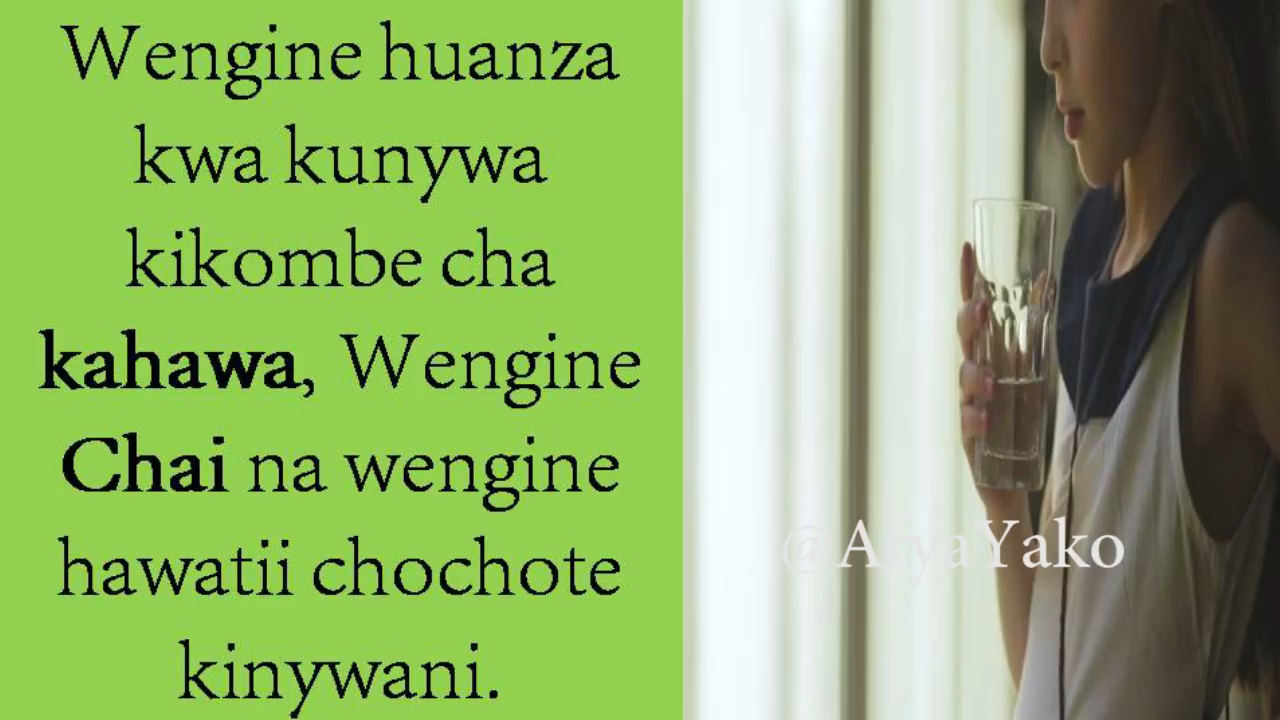 Wengine huanza
kwa kunywa
kikombe cha
kahawa, Wengine
Chai na wengine
hawatii chochote
kinywani.
@AfyaYako